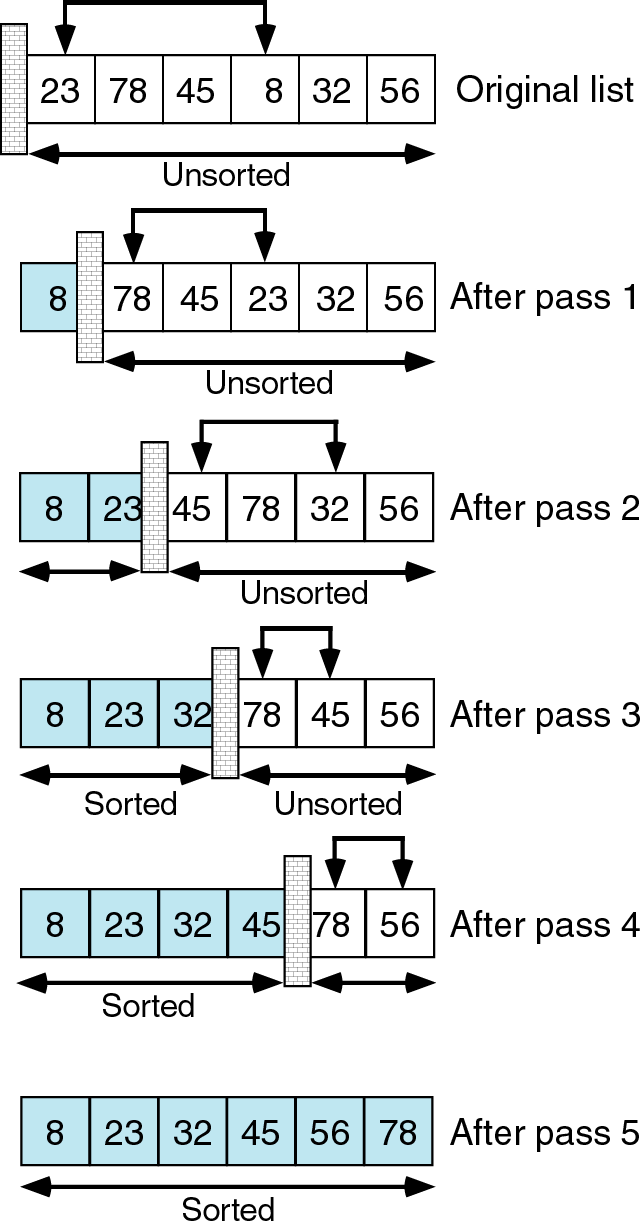 23 78 45 8 32 56 Original list
Unsorted
8 78 45 23 32 56 After pass 1
Unsorted
8 23 45 78 32 56 After pass 2
Unsorted
8 23 32 78 45 56 After pass 3
Sorted Unsorted
8 23 32 45 78 56 After pass 4
Sorted
8 23 32 45 56 78 After pass 5
Sorted